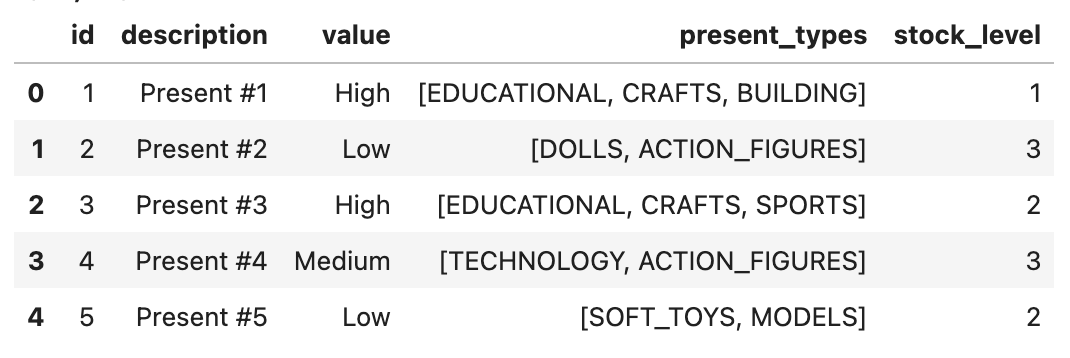 id description value present_types stock_level
0 1 Present #1 High [EDUCATIONAL, CRAFTS, BUILDING] 1
1 2 Present #2 Low [DOLLS, ACTION_FIGURES] 3
2 3 Present #3 High [EDUCATIONAL, CRAFTS, SPORTS] 2
3 4 Present #4 Medium [TECHNOLOGY, ACTION_FIGURES] 3
4 5 Present #5 Low [SOFT_TOYS, MODELS] 2